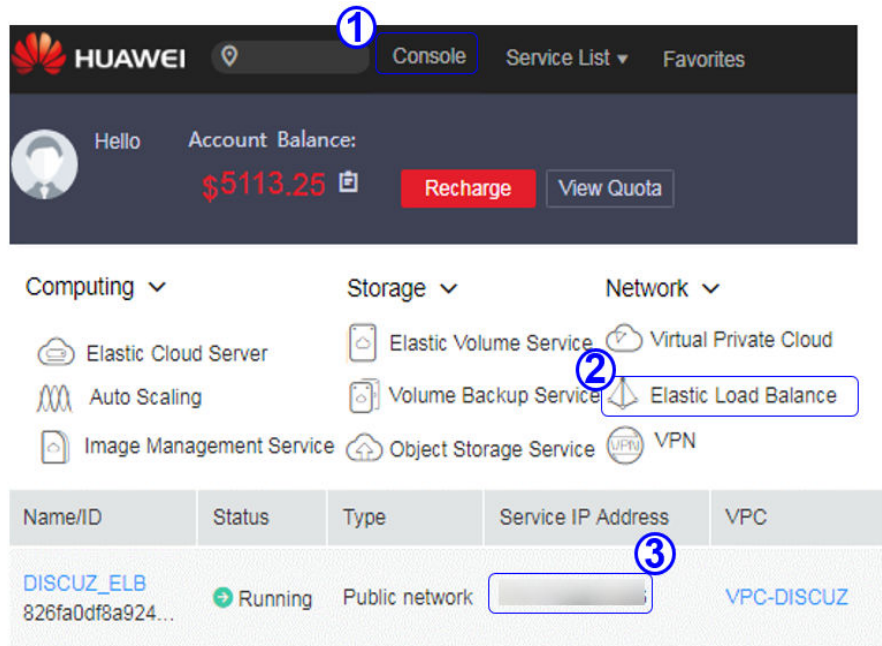 1
HUAWEI Console Service List Favorites
Hello Account Balance:
$5113.25 Recharge View Quota
Computing Storage Network
Elastic Cloud Server Elastic Volume Service Virtual Private Cloud
2
Auto Scaling Volume Backup Service Elastic Load Balance
Image Management Service Object Storage Service VPN VPN
Name/ID Status Type Service IP Address VPC
3
DISCUZ_ELB Running Public network VPC-DISCUZ
826fa0df8a924...